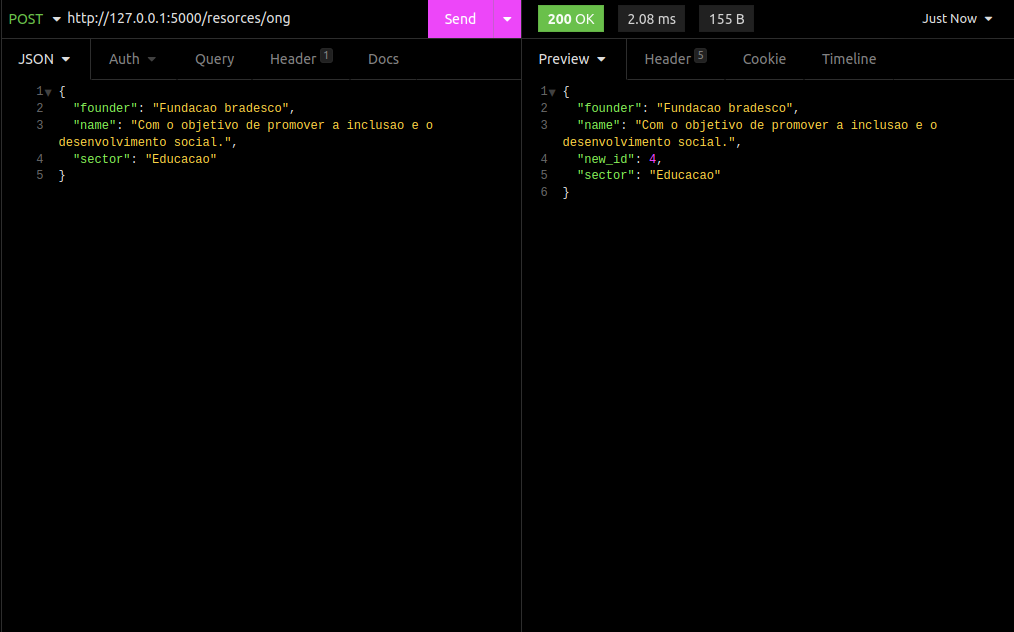 POST http://127.0.0.1:5000/resorces/ong Send 200 OK 2.08 ms 155 B Just Now
JSON Auth Query Header 1 Docs
1 {
2 "founder": "Fundacao bradesco",
3 "name": "Com o objetivo de promover a inclusao e o
desenvolvimento social.",
4 "sector": "Educacao"
5 }
Preview Header 5 Cookie Timeline
1 {
2 "founder": "Fundacao bradesco",
3 "name": "Com o objetivo de promover a inclusao e o
desenvolvimento social.",
4 "new_id": 4,
5 "sector": "Educacao"
6 }